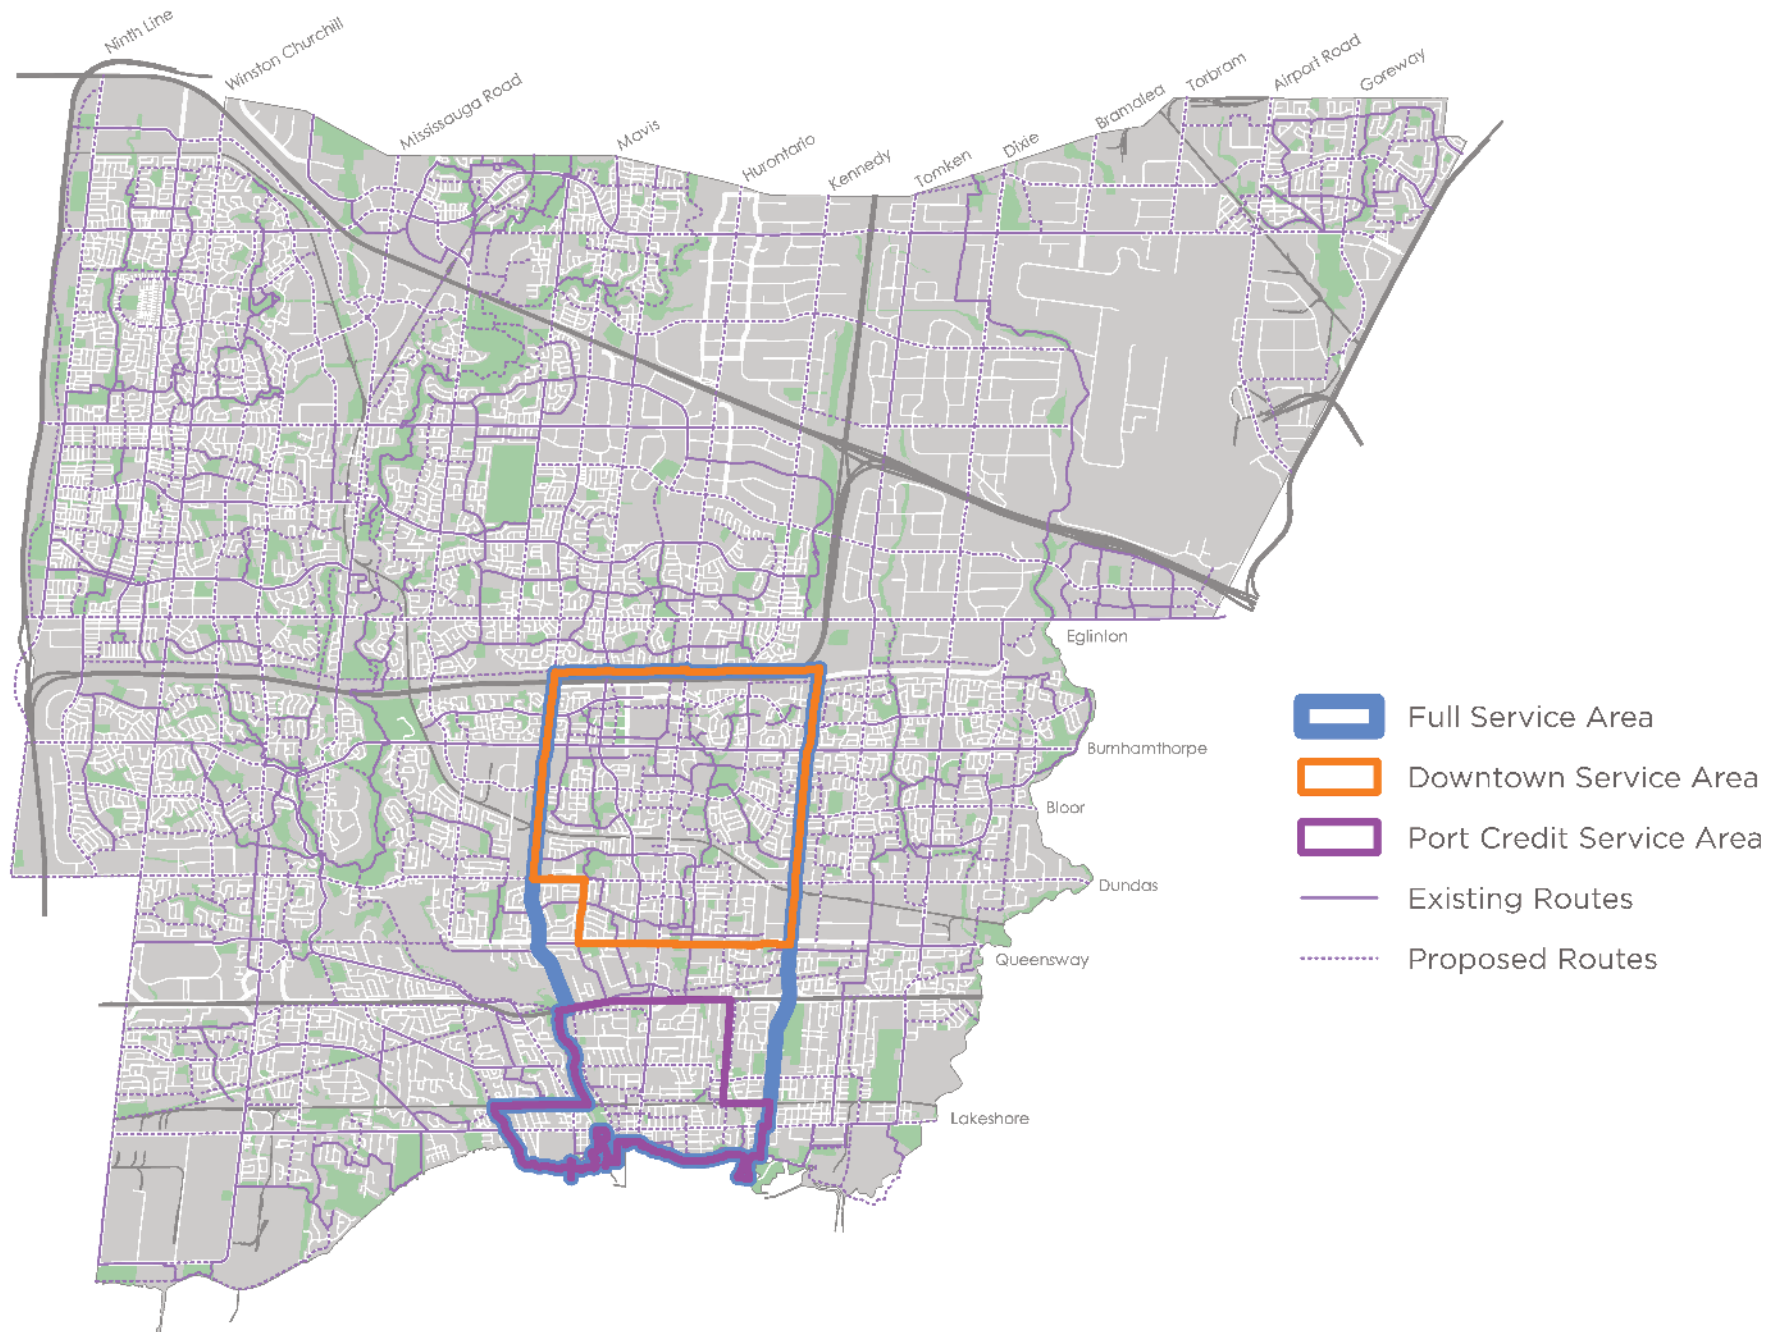 Ninth Line
Winston Churchill
Mississauga Road
Mavis
Hurontario
Kennedy
Tomken
Dixie
Bramalea
Torbram
Airport Road
Goreway
Eglinton
Burnhamthorpe
Bloor
Dundas
Queensway
Lakeshore
Full Service Area
Downtown Service Area
Port Credit Service Area
Existing Routes
Proposed Routes